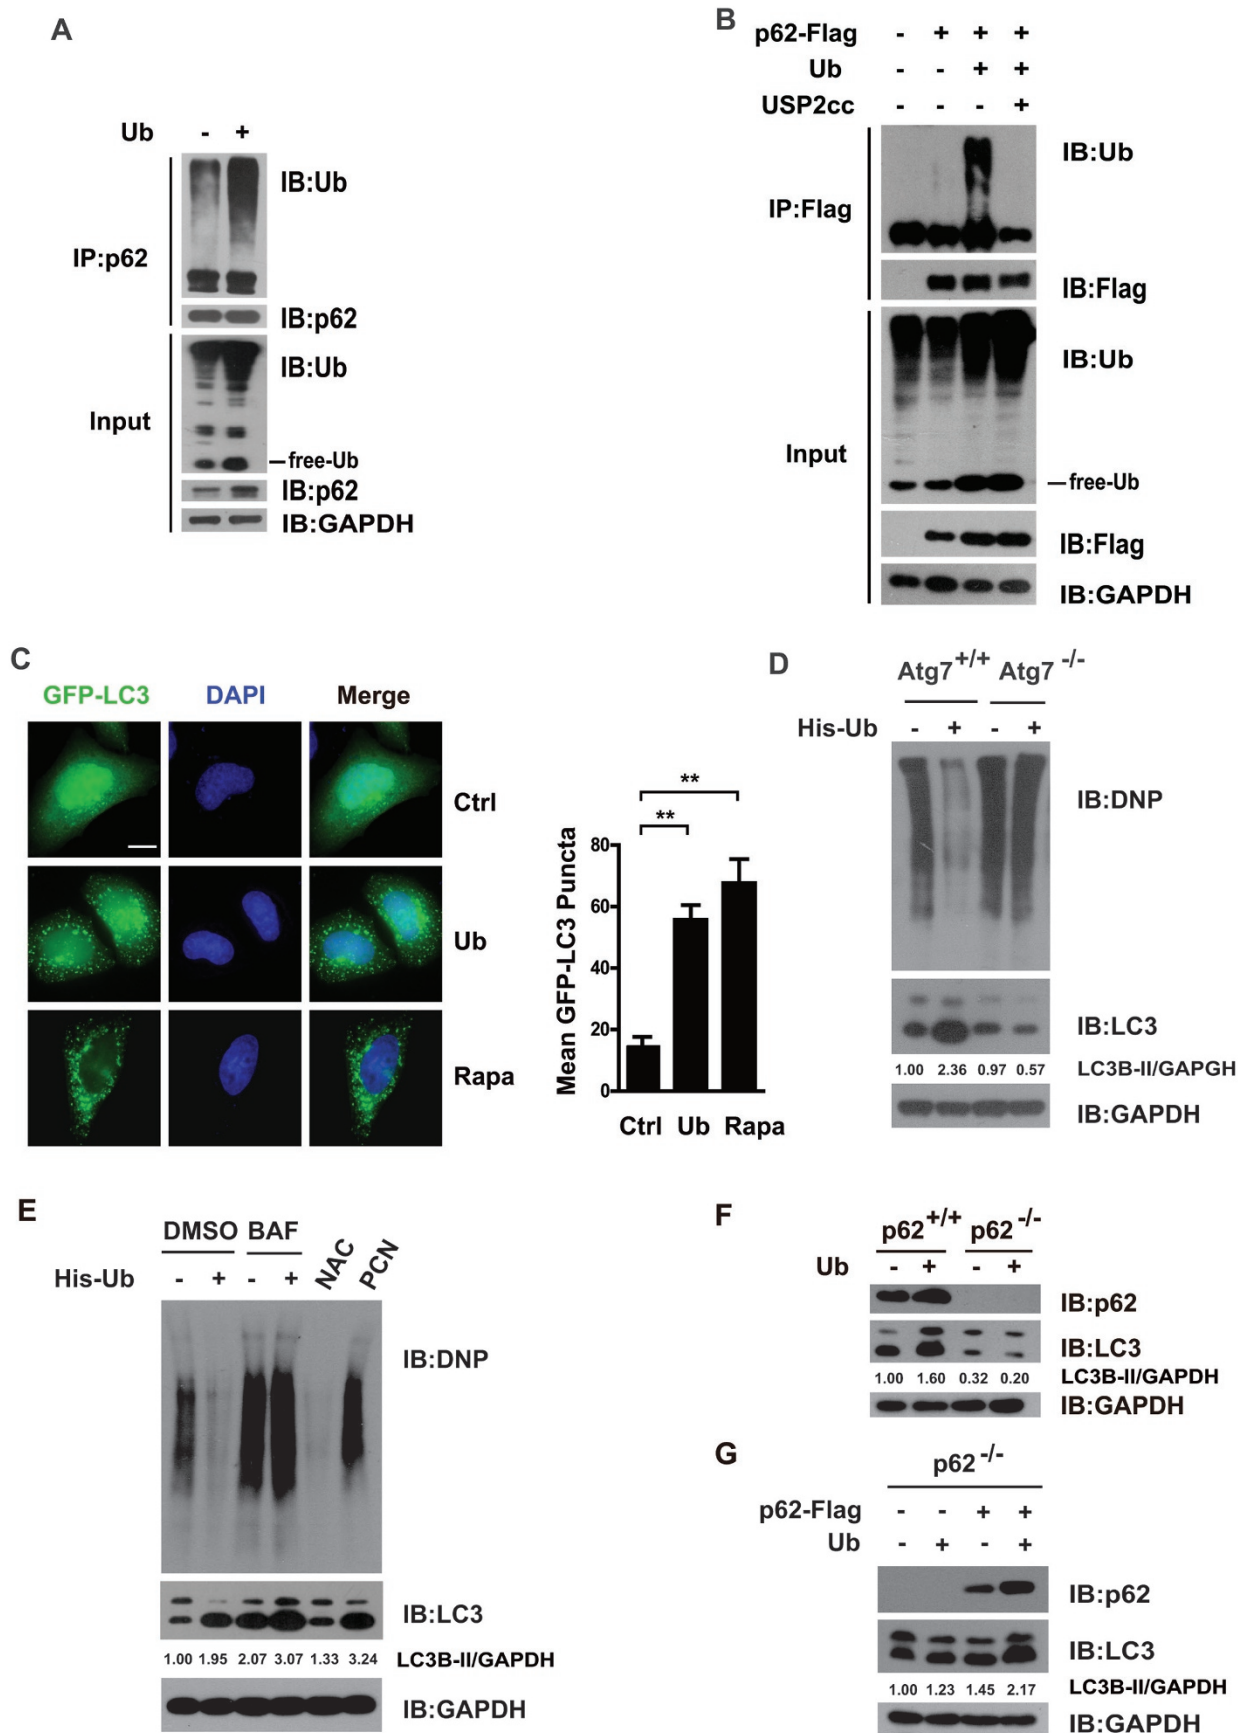 A
Ub - +
IB:Ub
IP:p62
IB:p62
IB:Ub
Input
free-Ub
IB:p62
IB:GAPDH
B
p62-Flag - + + +
Ub - - + +
USP2cc - - - +
IB:Ub
IP:Flag
IB:Flag
IB:Ub
Input
free-Ub
IB:Flag
IB:GAPDH
C
GFP-LC3 DAPI Merge
Ctrl
Ub
Rapa
**
**
Mean GFP-LC3 Puncta
80
60
40
20
0
Ctrl Ub Rapa
D
Atg7+/+ Atg7-/-
His-Ub - + - +
IB:DNP
IB:LC3
1.00 2.36 0.97 0.57 LC3B-II/GAPGH
IB:GAPDH
E
DMSO BAF NAC PCN
His-Ub - + - +
IB:DNP
IB:LC3
1.00 1.95 2.07 3.07 1.33 3.24 LC3B-II/GAPDH
IB:GAPDH
F
p62+/+ p62-/-
Ub - + - +
IB:p62
IB:LC3
1.00 1.60 0.32 0.20 LC3B-II/GAPDH
IB:GAPDH
G
p62-/-
p62-Flag - - + +
Ub - + - +
IB:p62
IB:LC3
1.00 1.23 1.45 2.17 LC3B-II/GAPDH
IB:GAPDH